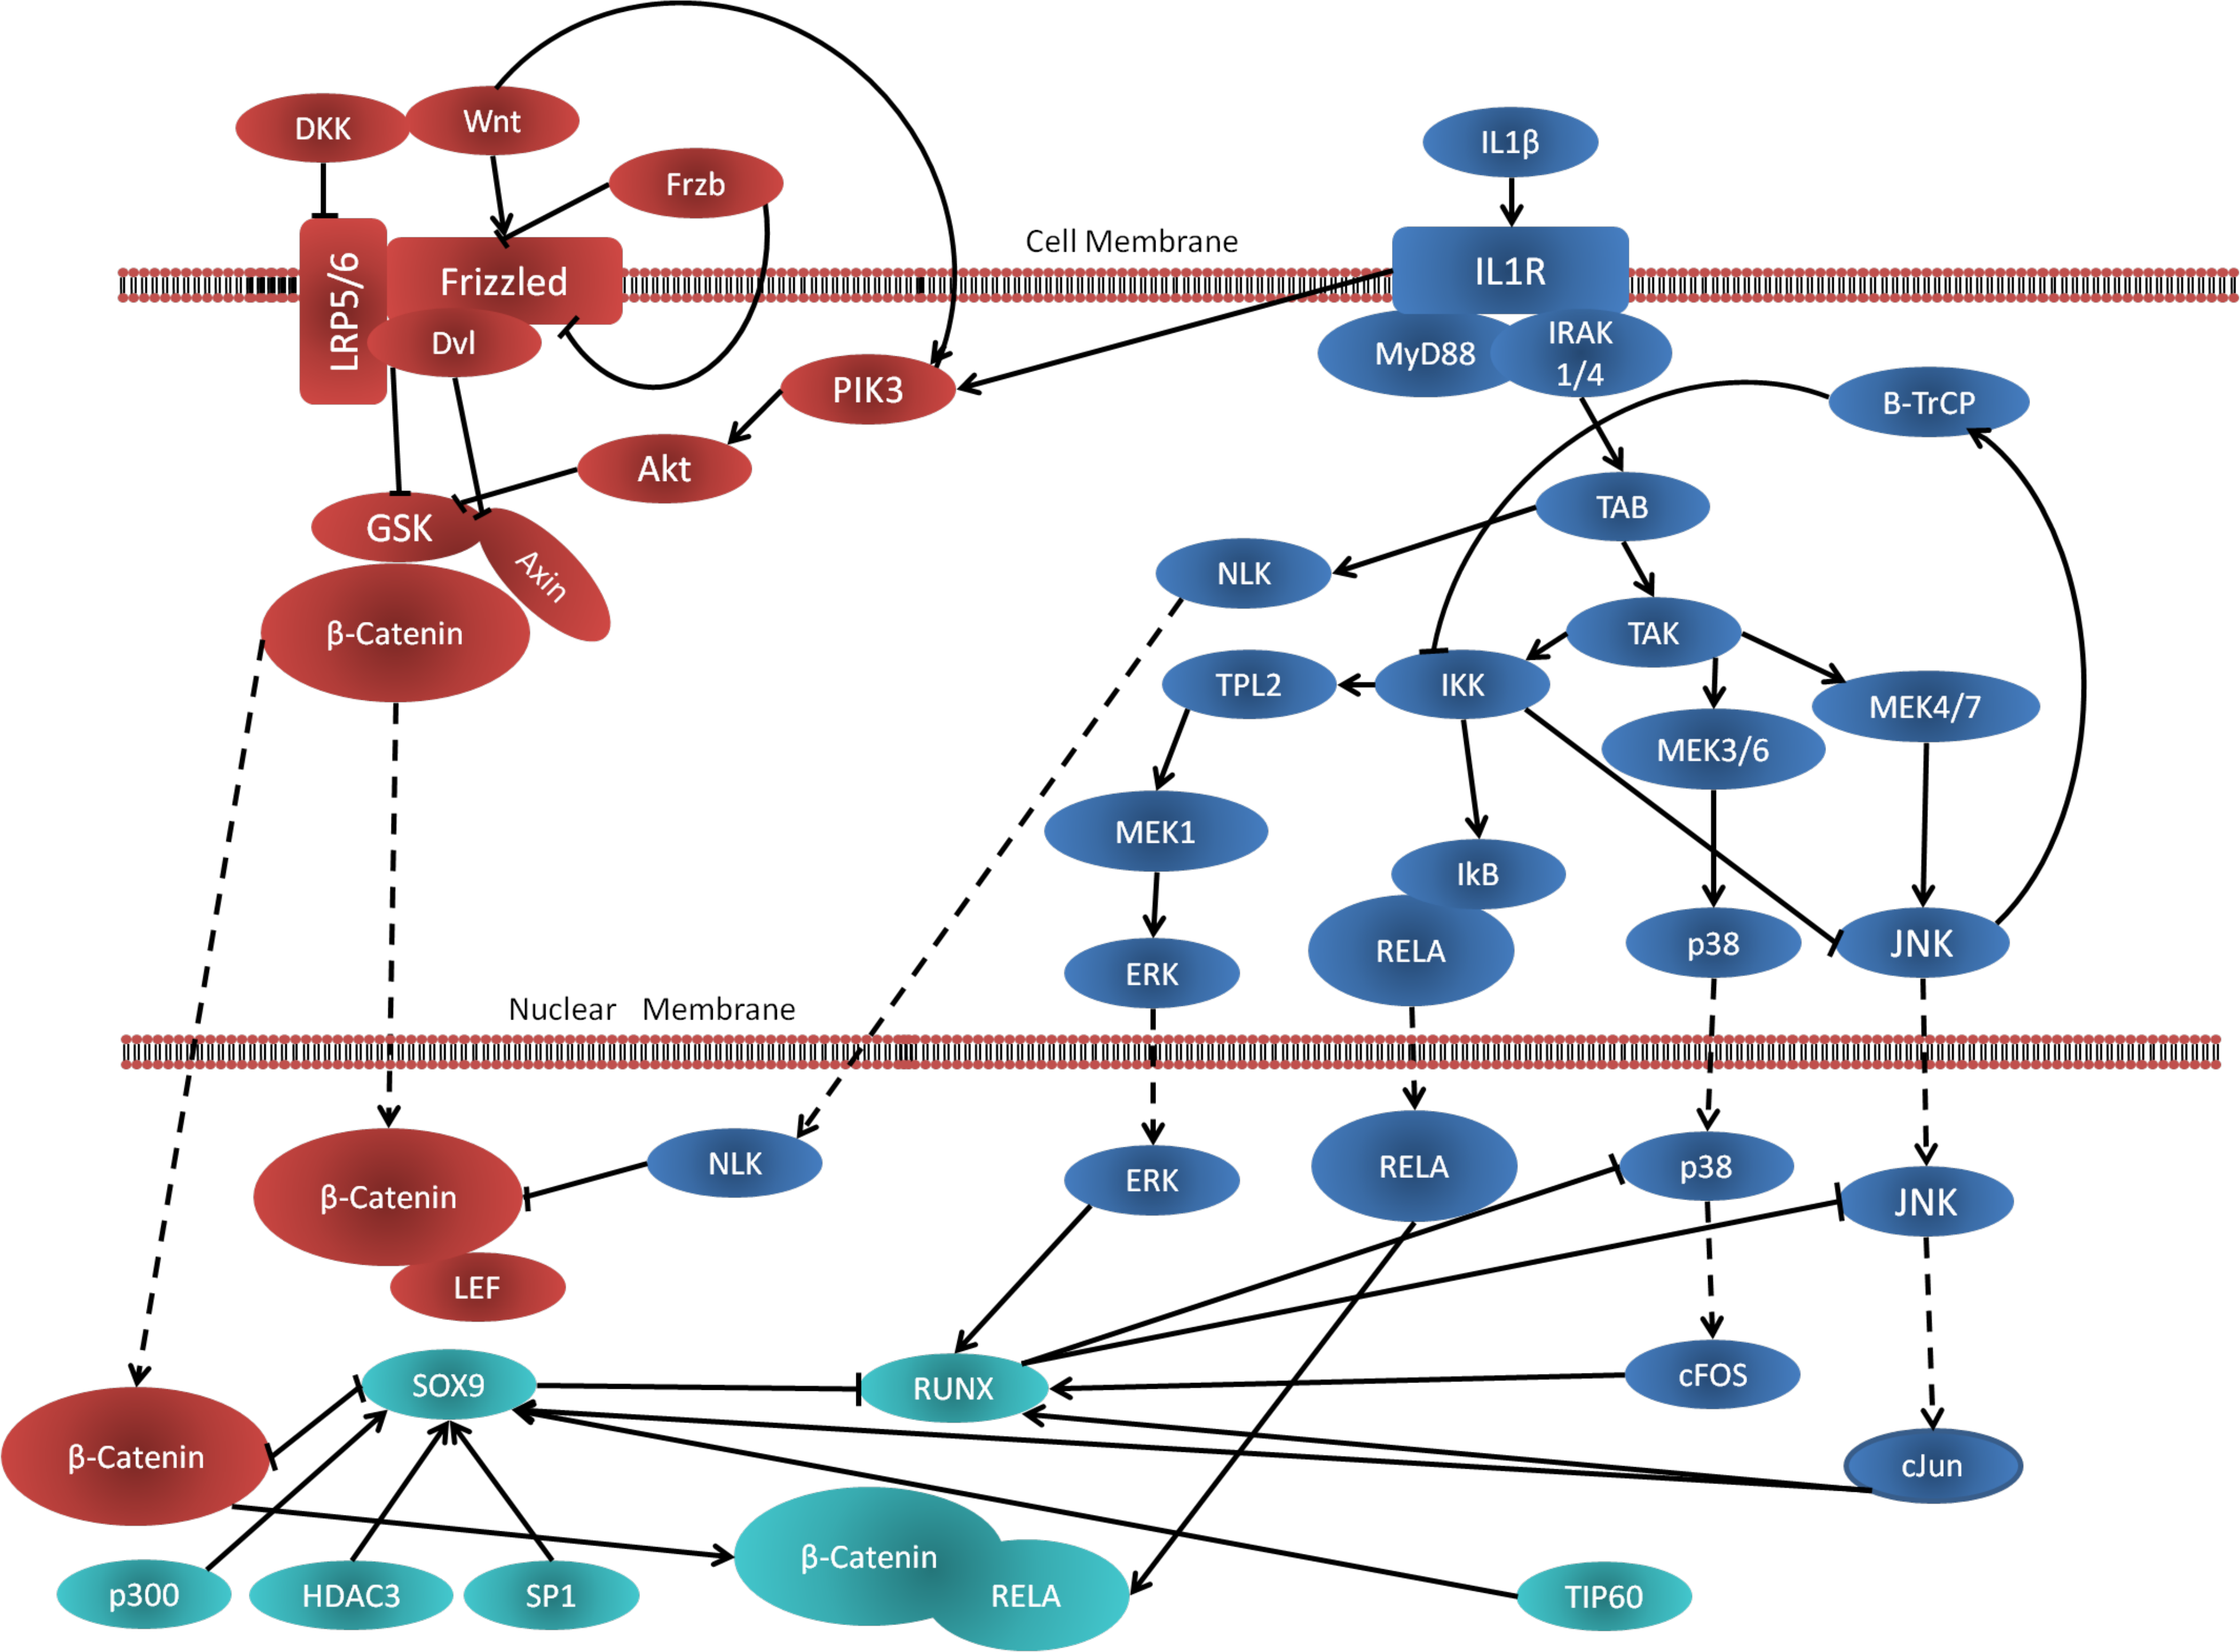 DKK
Wnt
Frzb
IL1β
Cell Membrane
LRP5/6
Frizzled
IL1R
Dvl
MyD88
IRAK
1/4
PIK3
B-TrCP
Akt
TAB
GSK
Axin
NLK
β-Catenin
TAK
TPL2
IKK
MEK4/7
MEK3/6
MEK1
IkB
RELA
p38
JNK
ERK
Nuclear Membrane
β-Catenin
NLK
ERK
RELA
p38
JNK
LEF
SOX9
RUNX
cFOS
β-Catenin
cJun
β-Catenin
RELA
p300
HDAC3
SP1
TIP60